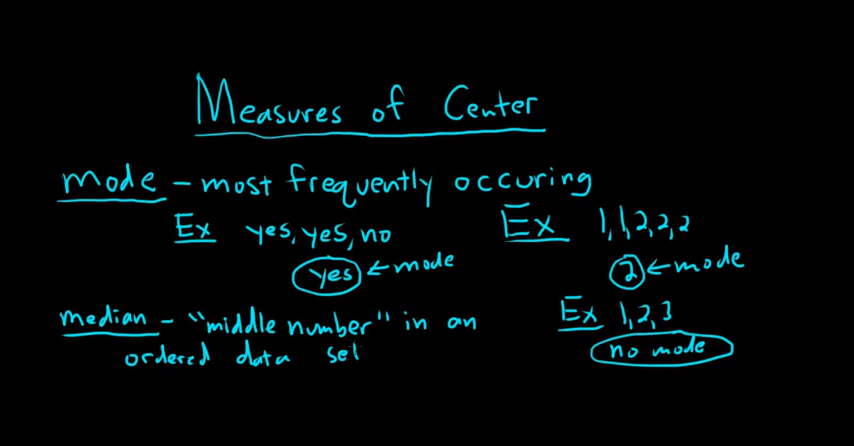 Measures of Center
mode - most frequently occuring
Ex yes, yes, no
yes ← mode
Ex 1, 1, 2, 2, 2
2 ← mode
median - "middle number" in an
ordered data set
Ex 1, 2, 3
no mode